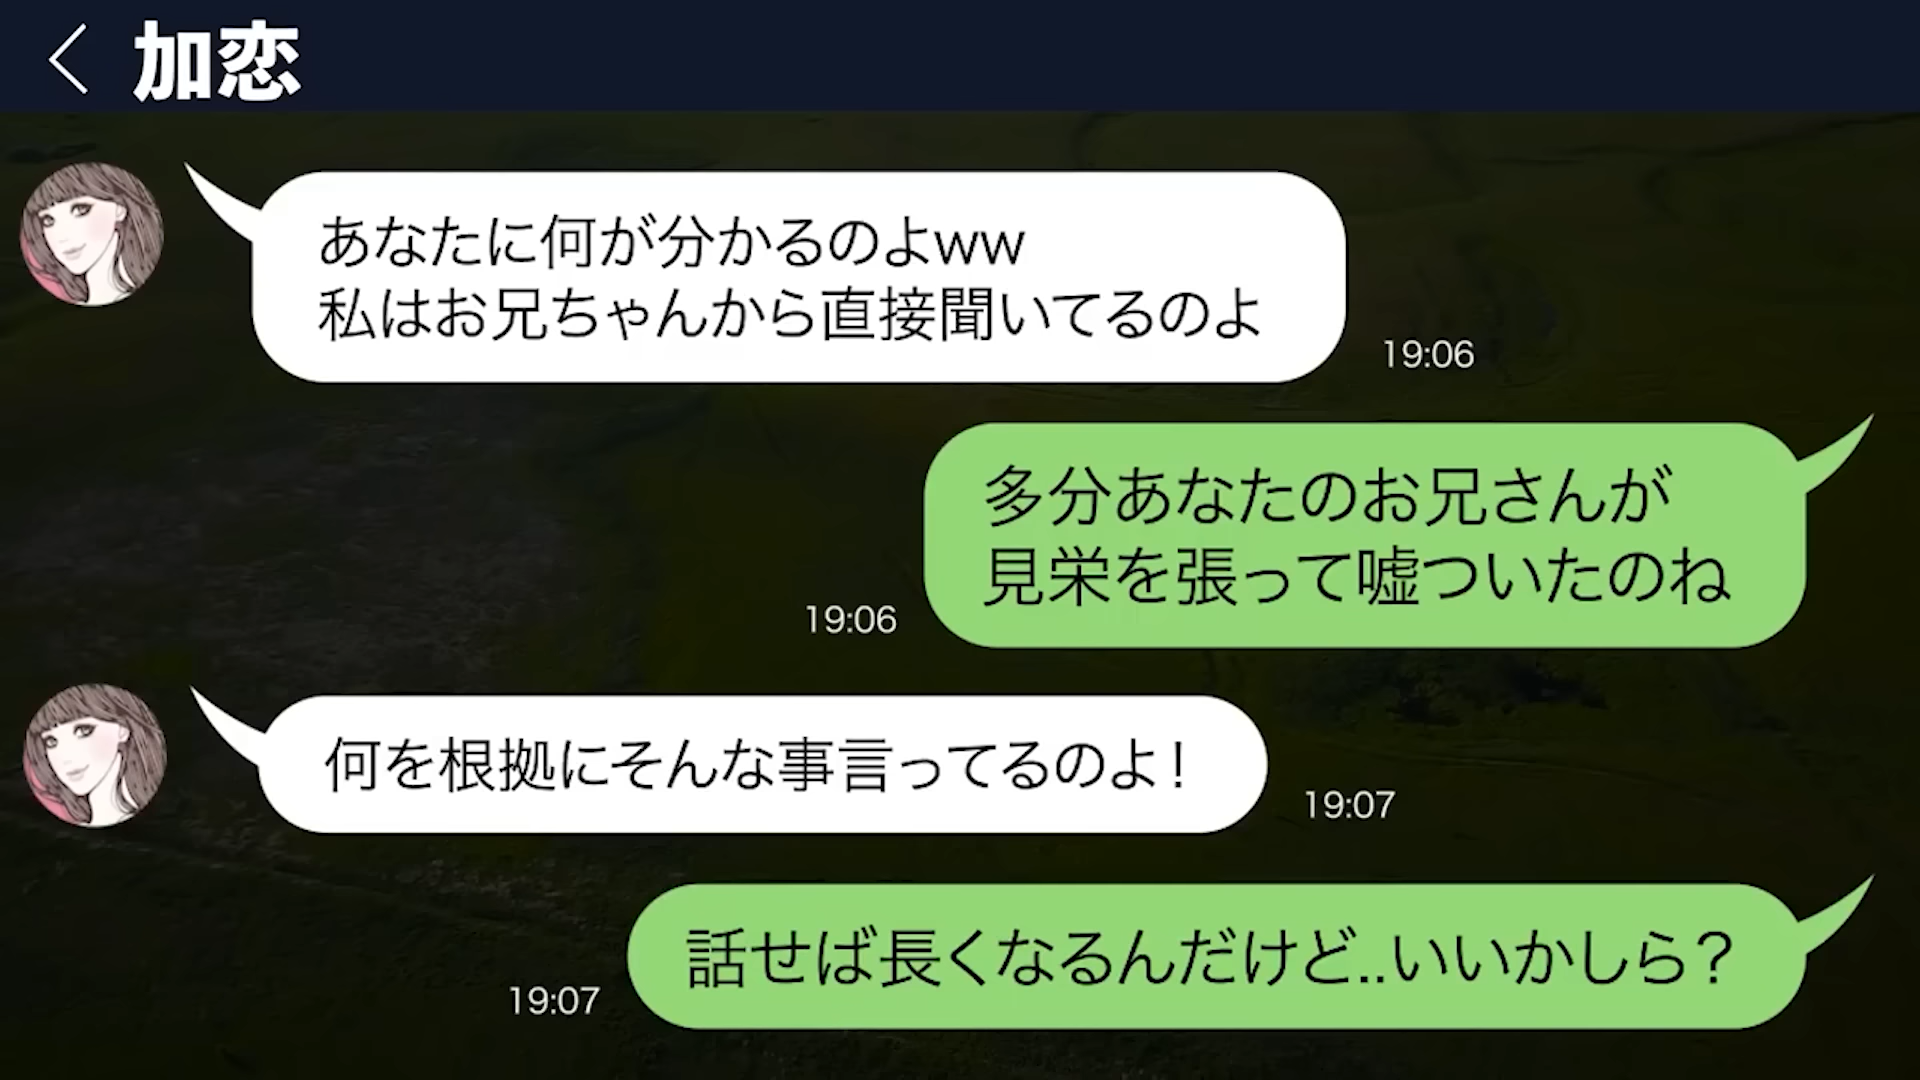 加恋
あなたに何が分かるのよww
私はお兄ちゃんから直接聞いてるのよ
19:06
多分あなたのお兄さんが
見栄を張って嘘ついたのね
19:06
何を根拠にそんな事言ってるのよ！
19:07
話せば長くなるんだけど..いいかしら？
19:07